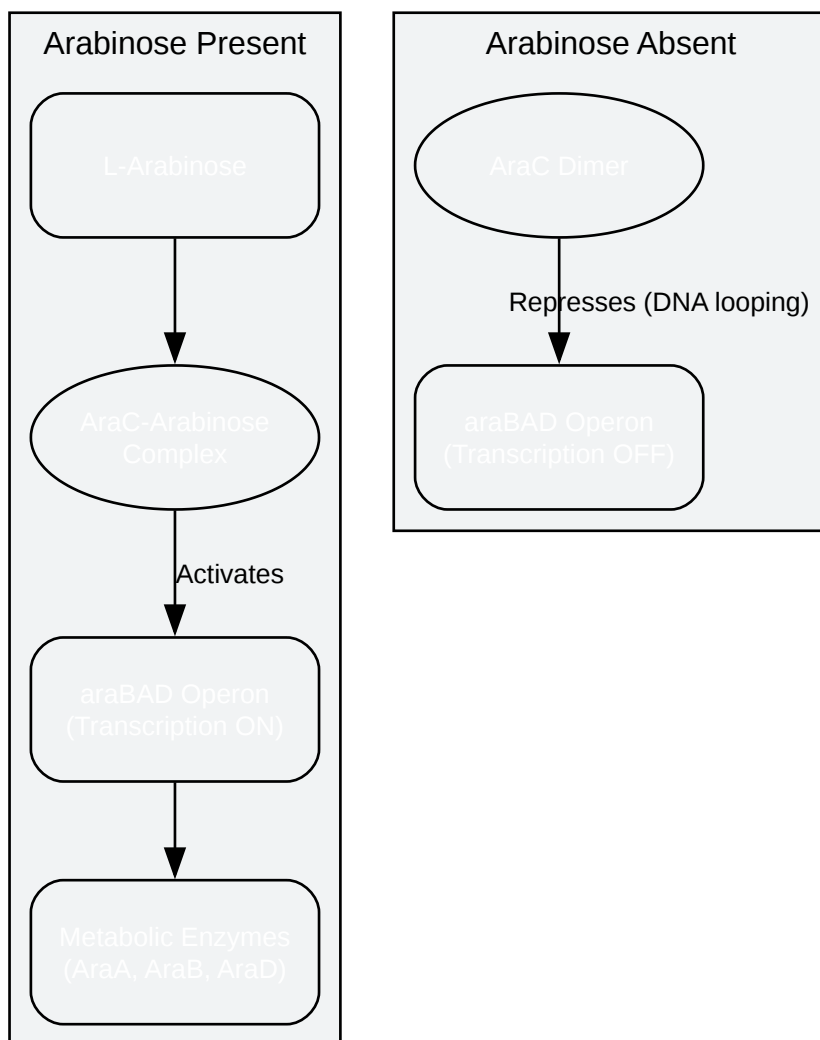 Arabinose Present
L-Arabinose
AraC-Arabinose
Complex
Activates
araBAD Operon
(Transcription ON)
Metabolic Enzymes
(AraA, AraB, AraD)
Arabinose Absent
AraC Dimer
Represses (DNA looping)
araBAD Operon
(Transcription OFF)